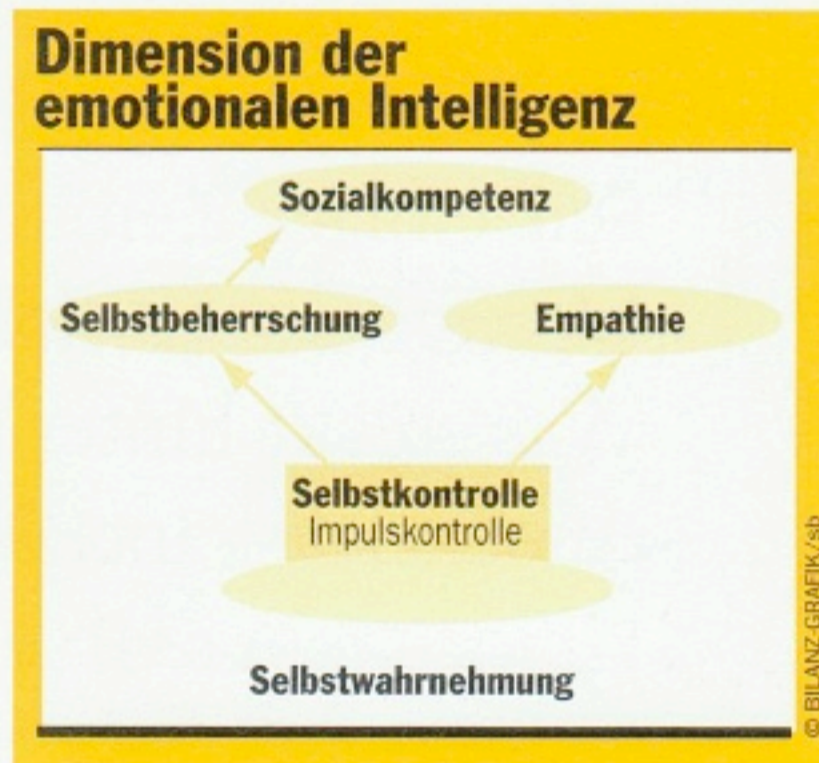 Dimension der
emotionalen Intelligenz
Sozialkompetenz
Selbstbeherrschung
Empathie
Selbstkontrolle
Impulskontrolle
Selbstwahrnehmung
© BILANZ-GRAFIK/sb